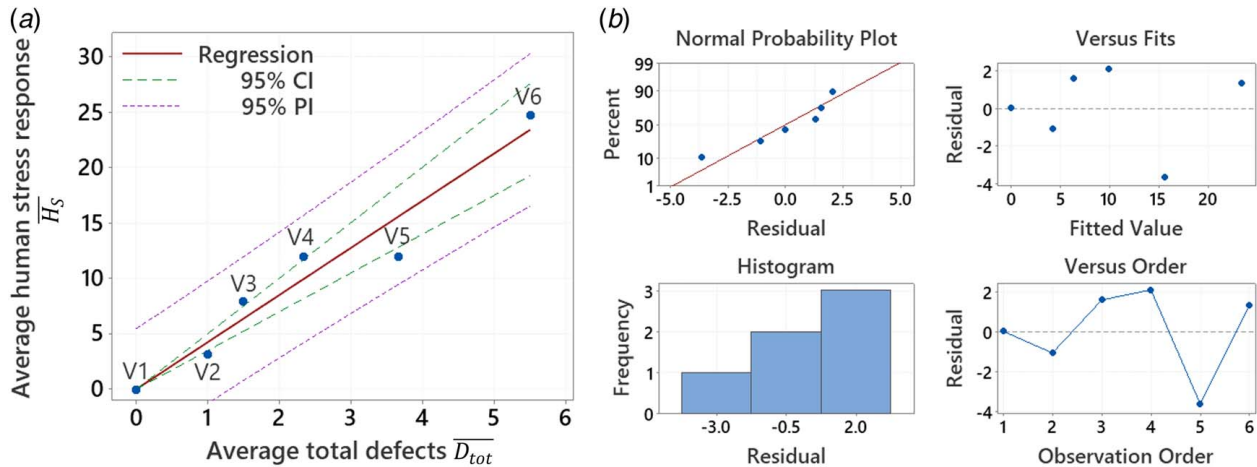 (a)
Average human stress response
H̅_S̅
30
25
20
15
10
5
0
Regression
95% CI
95% PI
V1
V2
V3
V4
V5
V6
0 1 2 3 4 5 6
Average total defects D̅_tot̅
(b)
Normal Probability Plot
Percent
99
90
50
10
1
-5.0 -2.5 0.0 2.5 5.0
Residual
Versus Fits
Residual
2
0
-2
-4
0 5 10 15 20
Fitted Value
Histogram
Frequency
3
2
1
0
-3.0 -0.5 2.0
Residual
Versus Order
Residual
2
0
-2
-4
1 2 3 4 5 6
Observation Order